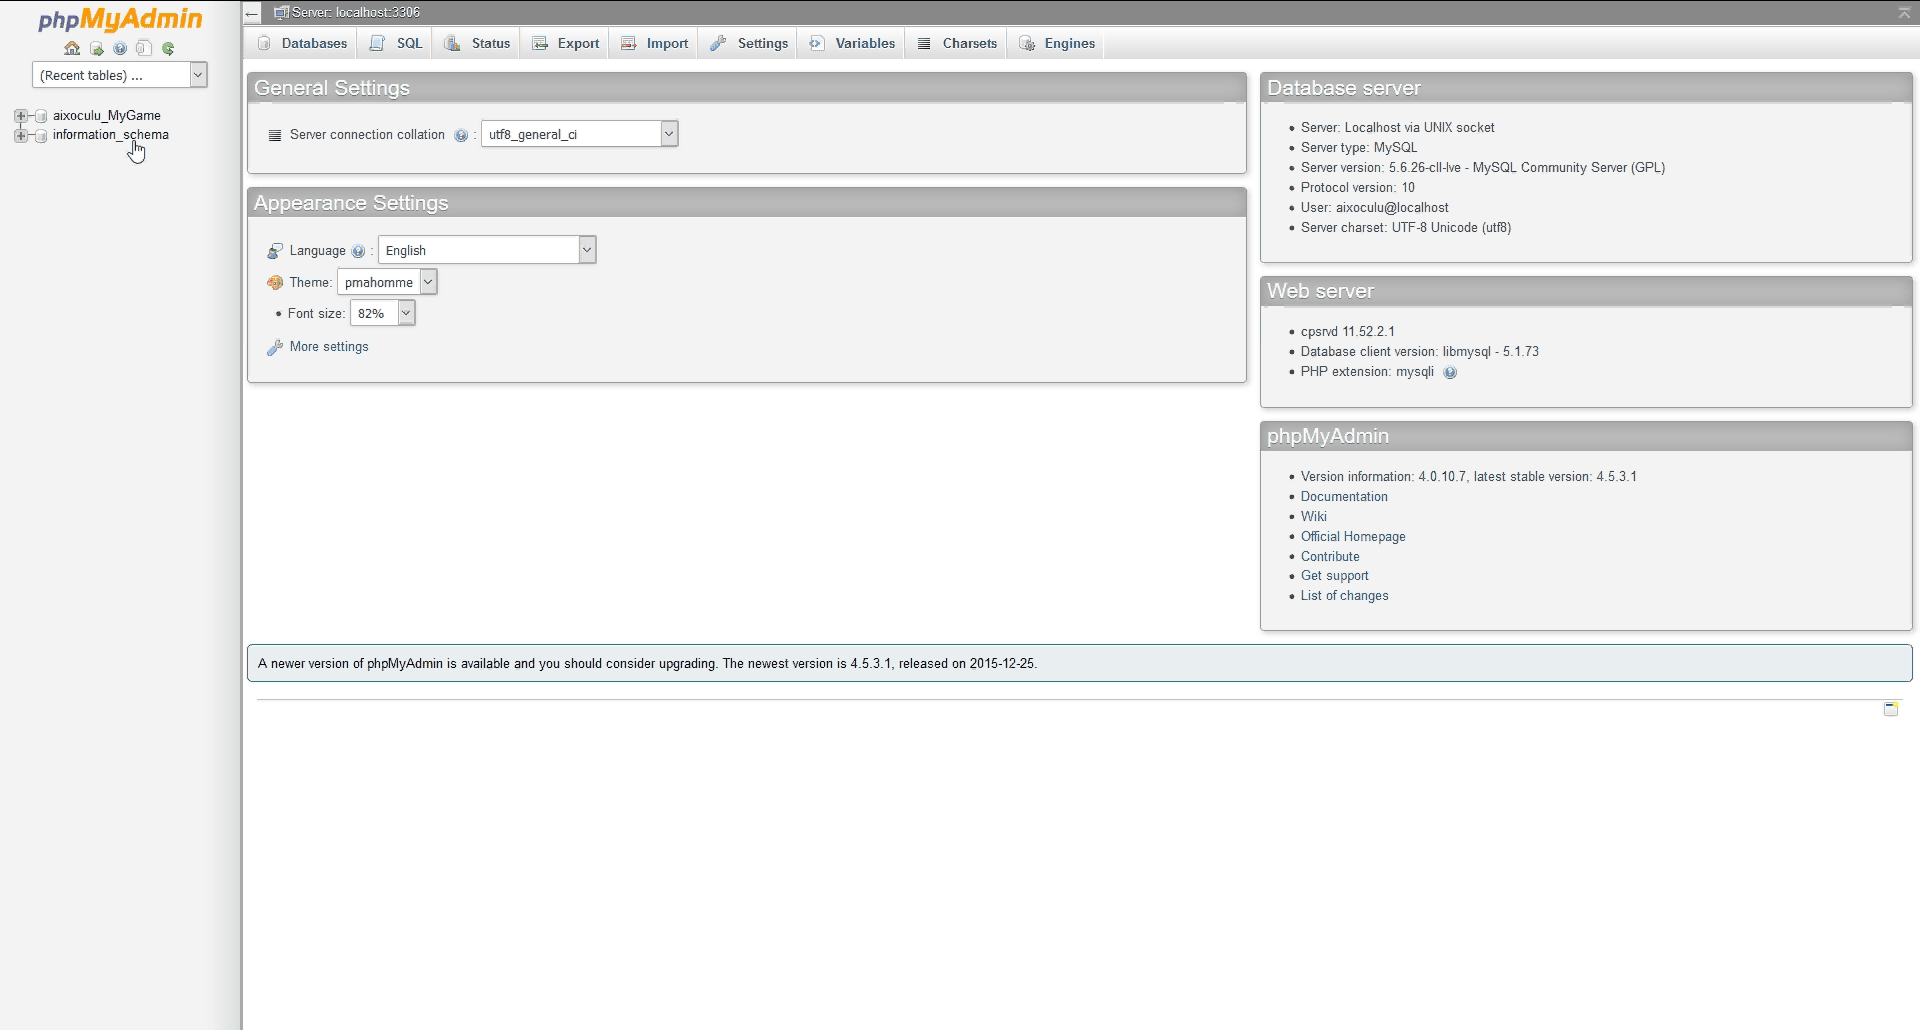 phpMyAdmin
(Recent tables) ...
aixoculu_MyGame
information_schema
Server: localhost:3306
Databases SQL Status Export Import Settings Variables Charsets Engines
General Settings
Server connection collation : utf8_general_ci
Appearance Settings
Language : English
Theme: pmahomme
Font size: 82%
More settings
Database server
Server: Localhost via UNIX socket
Server type: MySQL
Server version: 5.6.26-cll-lve - MySQL Community Server (GPL)
Protocol version: 10
User: aixoculu@localhost
Server charset: UTF-8 Unicode (utf8)
Web server
cpsrvd 11.52.2.1
Database client version: libmysql - 5.1.73
PHP extension: mysqli
phpMyAdmin
Version information: 4.0.10.7, latest stable version: 4.5.3.1
Documentation
Wiki
Official Homepage
Contribute
Get support
List of changes
A newer version of phpMyAdmin is available and you should consider upgrading. The newest version is 4.5.3.1, released on 2015-12-25.